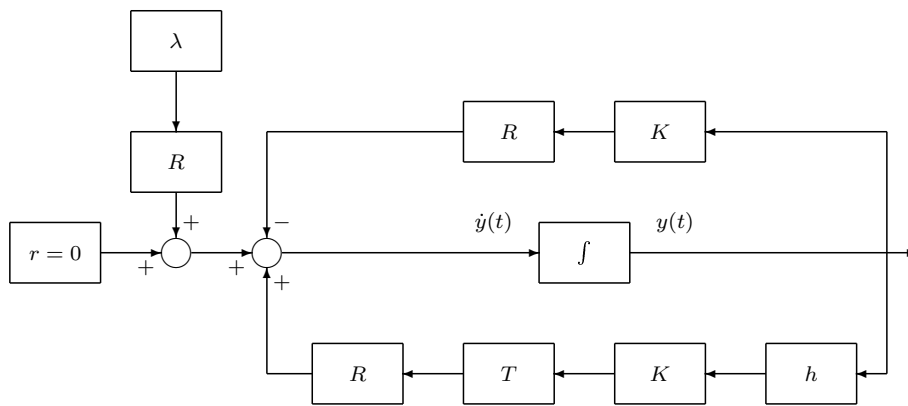 λ
R
K
R
+
−
ẏ(t)
y(t)
r = 0
∫
+
+
+
R
T
K
h